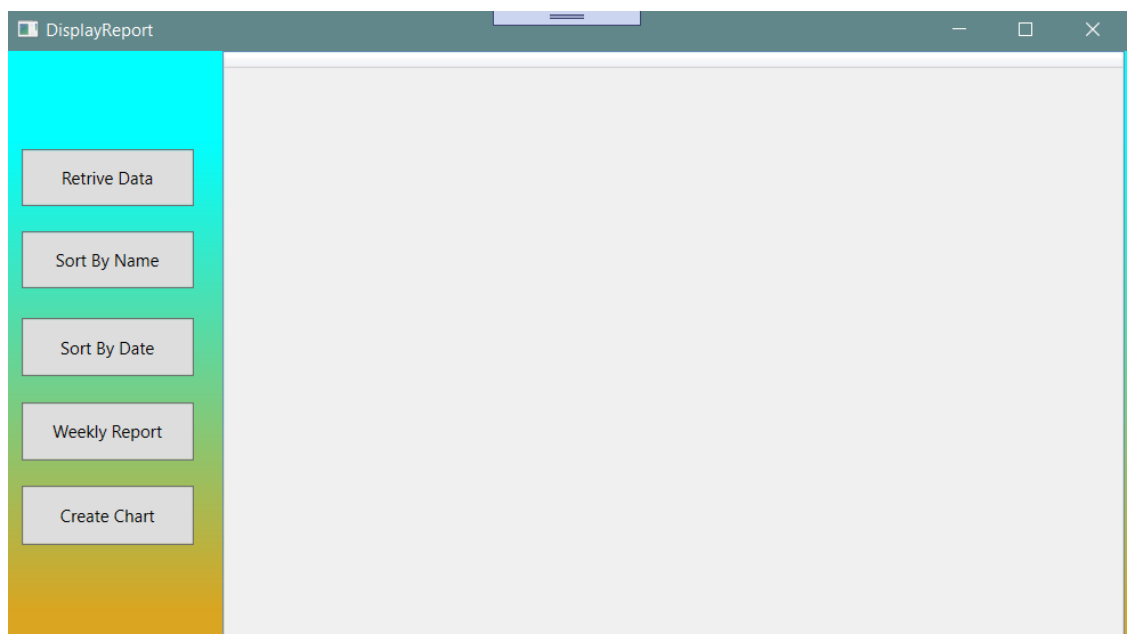 DisplayReport
Retrive Data
Sort By Name
Sort By Date
Weekly Report
Create Chart